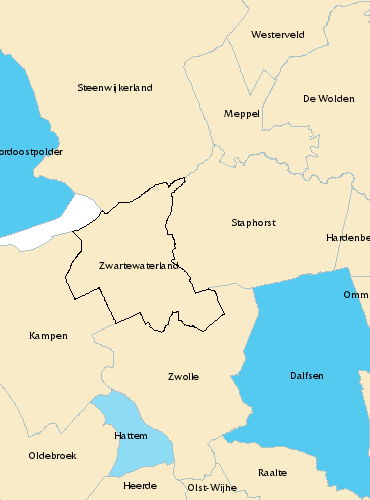 Westerveld
Steenwijkerland
De Wolden
Meppel
ordoostpolder
Staphorst
Hardenbe
Zwartewaterland
Omm
Kampen
Zwolle
Dalfsen
Hattem
Oldebroek
Raalte
Heerde
Olst-Wijhe